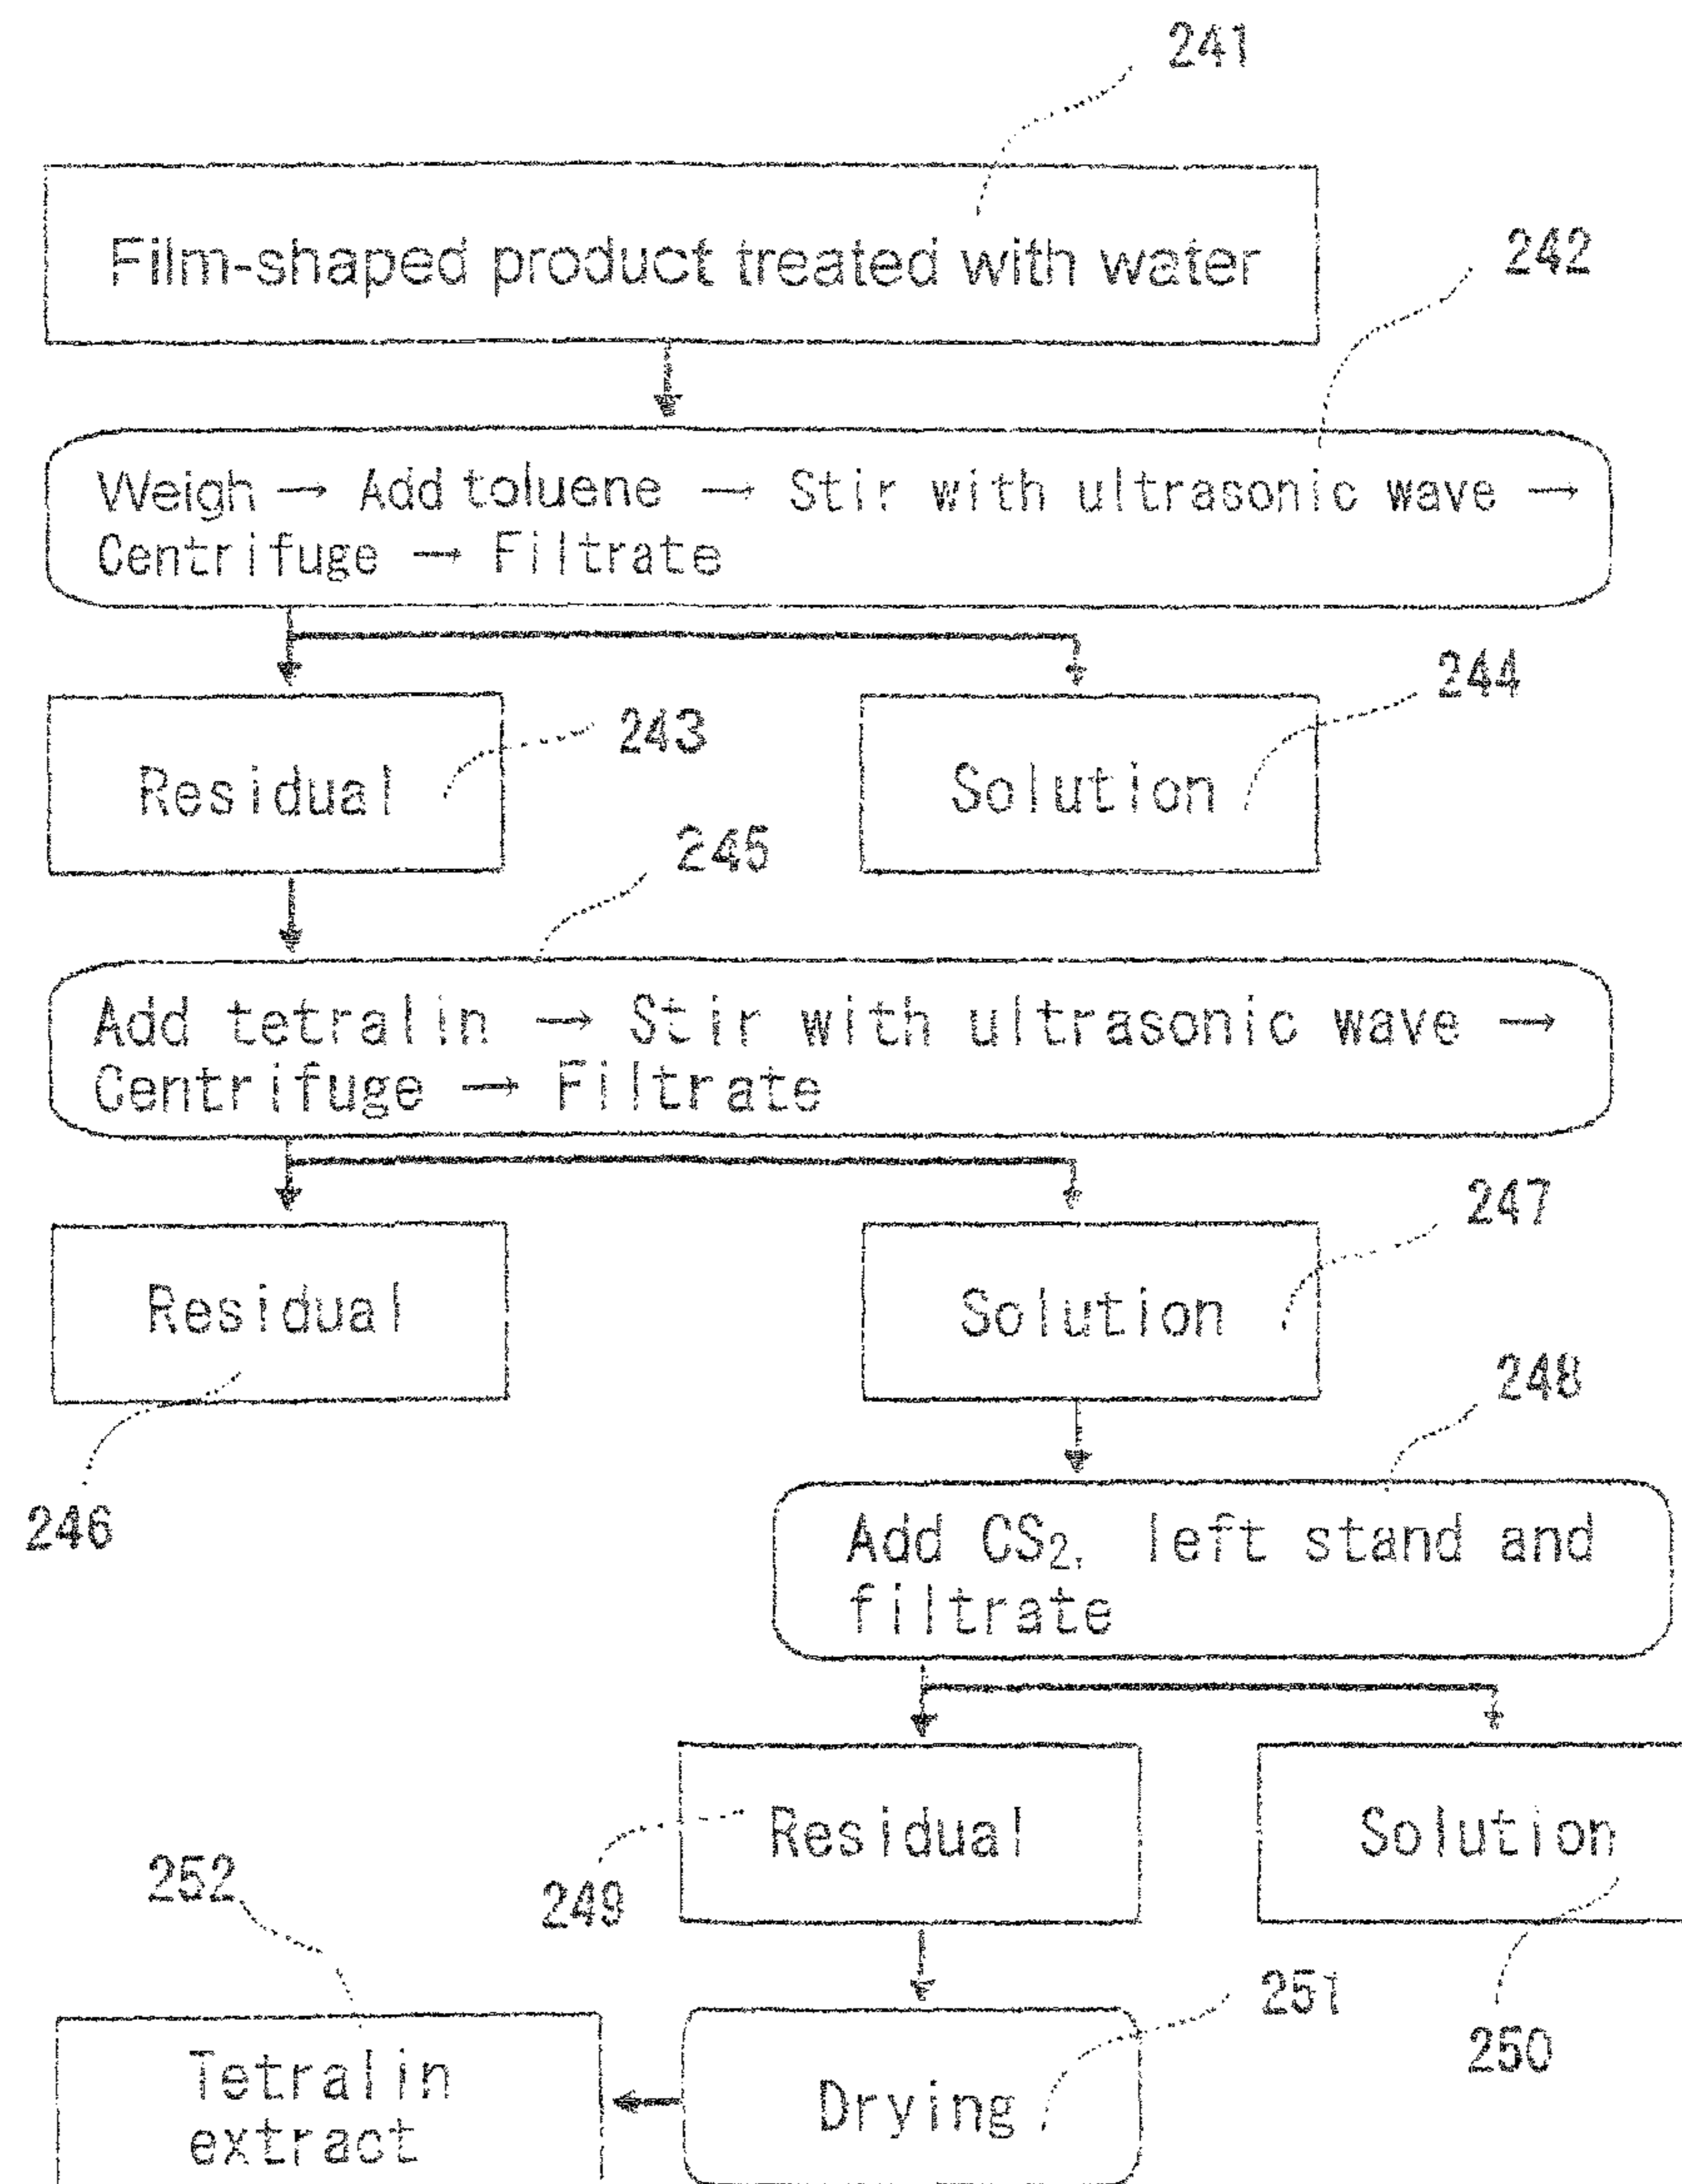 241
Film-shaped product treated with water
242
Weigh → Add toluene → Stir with ultrasonic wave →
Centrifuge → Filtrate
244
243
Residual
Solution
245
Add tetralin → Stir with ultrasonic wave →
Centrifuge → Filtrate
247
Residual
Solution
248
246
Add CS₂, left stand and
filtrate
Residual
Solution
252
249
251
250
Tetralin
extract
Drying